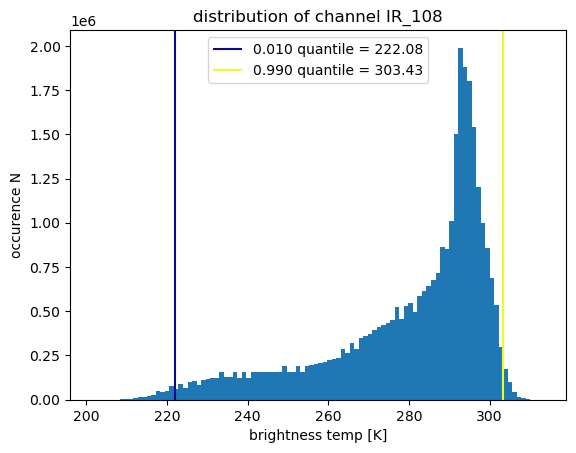 distribution of channel IR_108
1e6
0.010 quantile = 222.08
0.990 quantile = 303.43
2.00
1.75
1.50
1.25
1.00
0.75
0.50
0.25
0.00
occurence N
200
220
240
260
280
300
brightness temp [K]